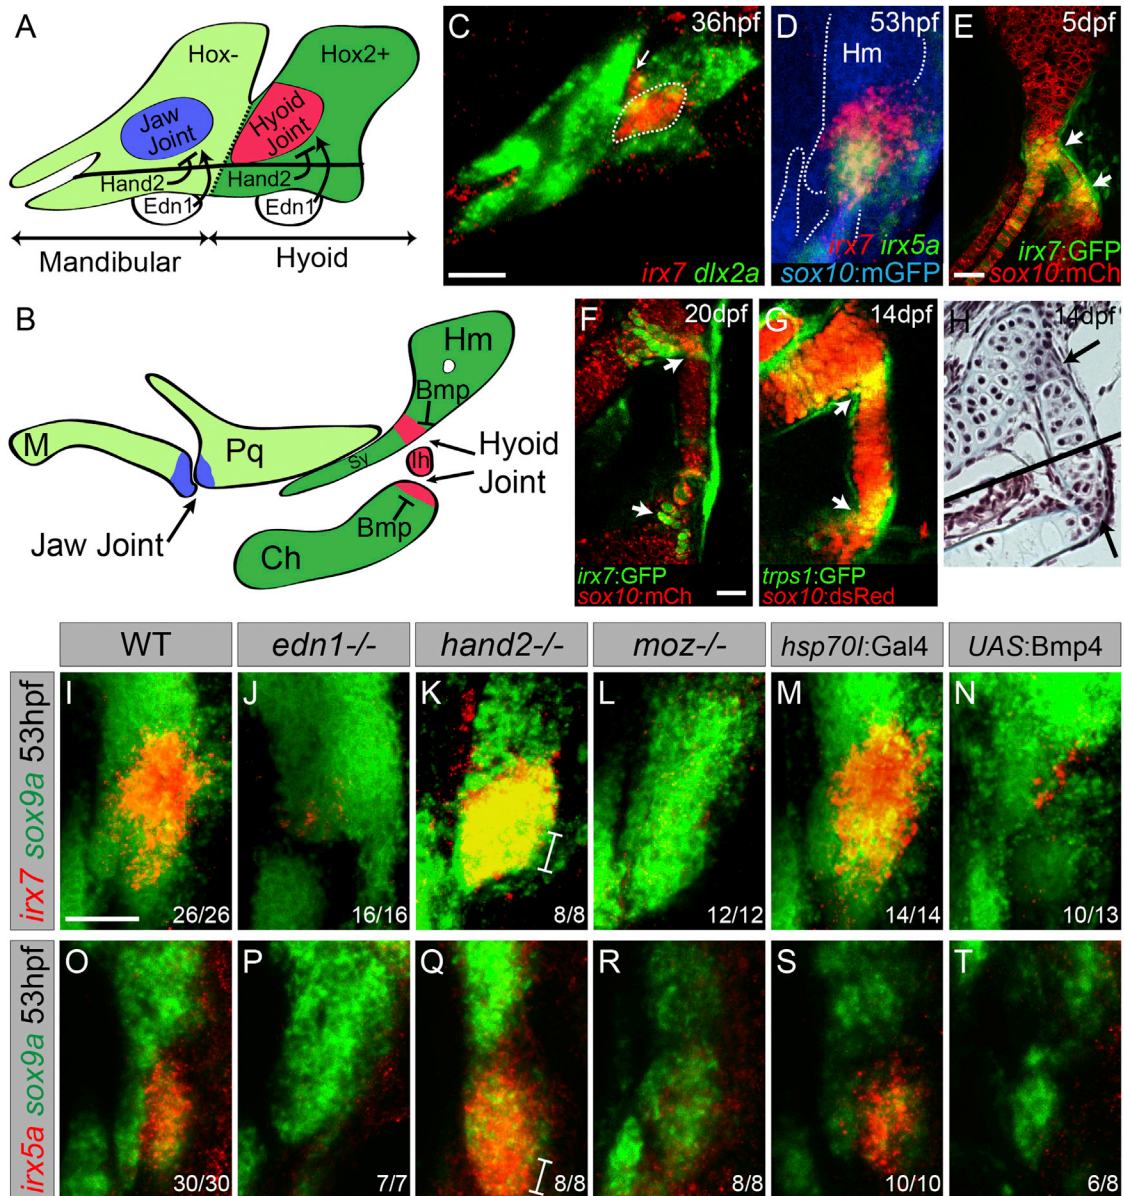 A
Hox-
Hox2+
Jaw
Joint
Hyoid
Joint
Hand2
Hand2
Edn1
Edn1
Mandibular
Hyoid
B
M
Pq
Sy
Hm
Bmp
Ih
Hyoid
Joint
Jaw Joint
Bmp
Ch
C
36hpf
irx7 dlx2a
D
53hpf
Hm
irx7 irx5a
sox10:mGFP
E
5dpf
irx7:GFP
sox10:mCh
F
20dpf
irx7:GFP
sox10:mCh
G
14dpf
trps1:GFP
sox10:dsRed
H
14dpf
WT
edn1-/-
hand2-/-
moz-/-
hsp70I:Gal4
UAS:Bmp4
irx7 sox9a 53hpf
I
26/26
J
16/16
K
8/8
L
12/12
M
14/14
N
10/13
irx5a sox9a 53hpf
O
30/30
P
7/7
Q
8/8
R
8/8
S
10/10
T
6/8